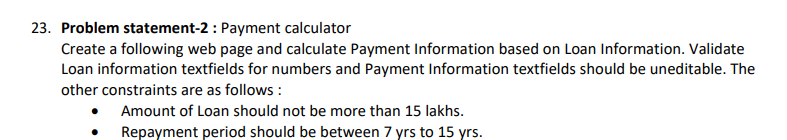 23. Problem statement-2 : Payment calculator
Create a following web page and calculate Payment Information based on Loan Information. Validate
Loan information textfields for numbers and Payment Information textfields should be uneditable. The
other constraints are as follows :
• Amount of Loan should not be more than 15 lakhs.
• Repayment period should be between 7 yrs to 15 yrs.